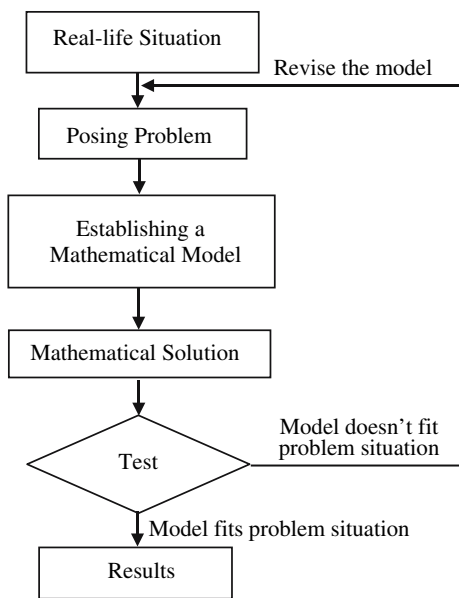 Real-life Situation
Revise the model
Posing Problem
Establishing a
Mathematical Model
Mathematical Solution
Model doesn’t fit
problem situation
Test
Model fits problem situation
Results